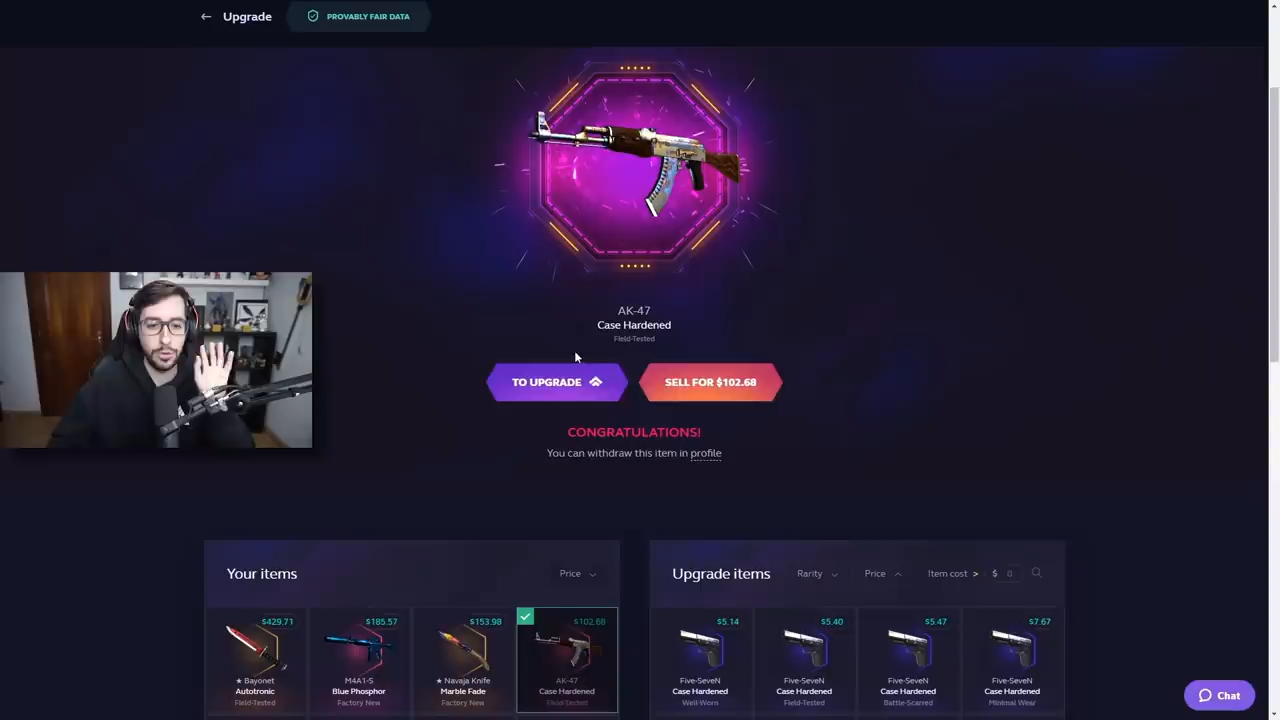 Upgrade
PROVABLY FAIR DATA
AK-47
Case Hardened
Field-Tested
TO UPGRADE
SELL FOR $102.68
CONGRATULATIONS!
You can withdraw this item in profile
Your items
Price
Upgrade items
Rarity
Price
Item cost > $ 0
$429.71
$185.57
$153.98
$102.68
$5.14
$5.40
$5.47
$7.67
★ Bayonet
Autotronic
Field-Tested
M4A1-S
Blue Phosphor
Factory New
★ Navaja Knife
Marble Fade
Factory New
AK-47
Case Hardened
Field-Tested
Five-SeveN
Case Hardened
Well-Worn
Five-SeveN
Case Hardened
Field-Tested
Five-SeveN
Case Hardened
Battle-Scarred
Five-SeveN
Case Hardened
Minimal Wear
Chat